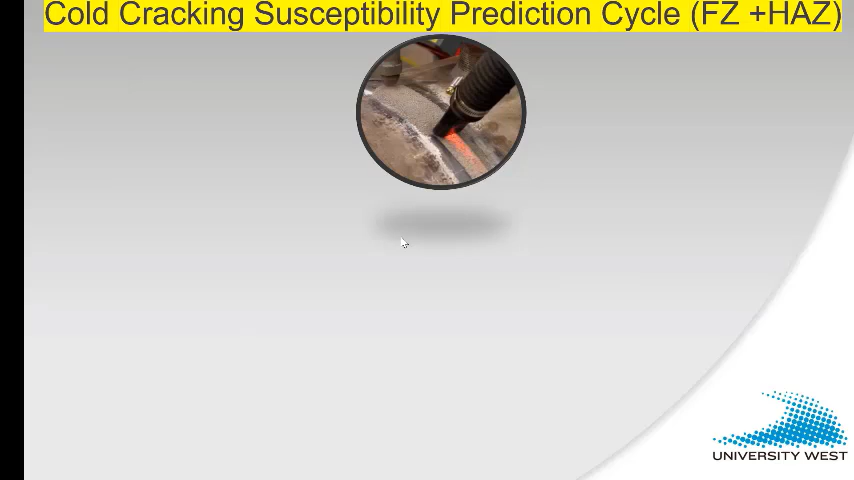 Cold Cracking Susceptibility Prediction Cycle (FZ +HAZ)
UNIVERSITY WEST